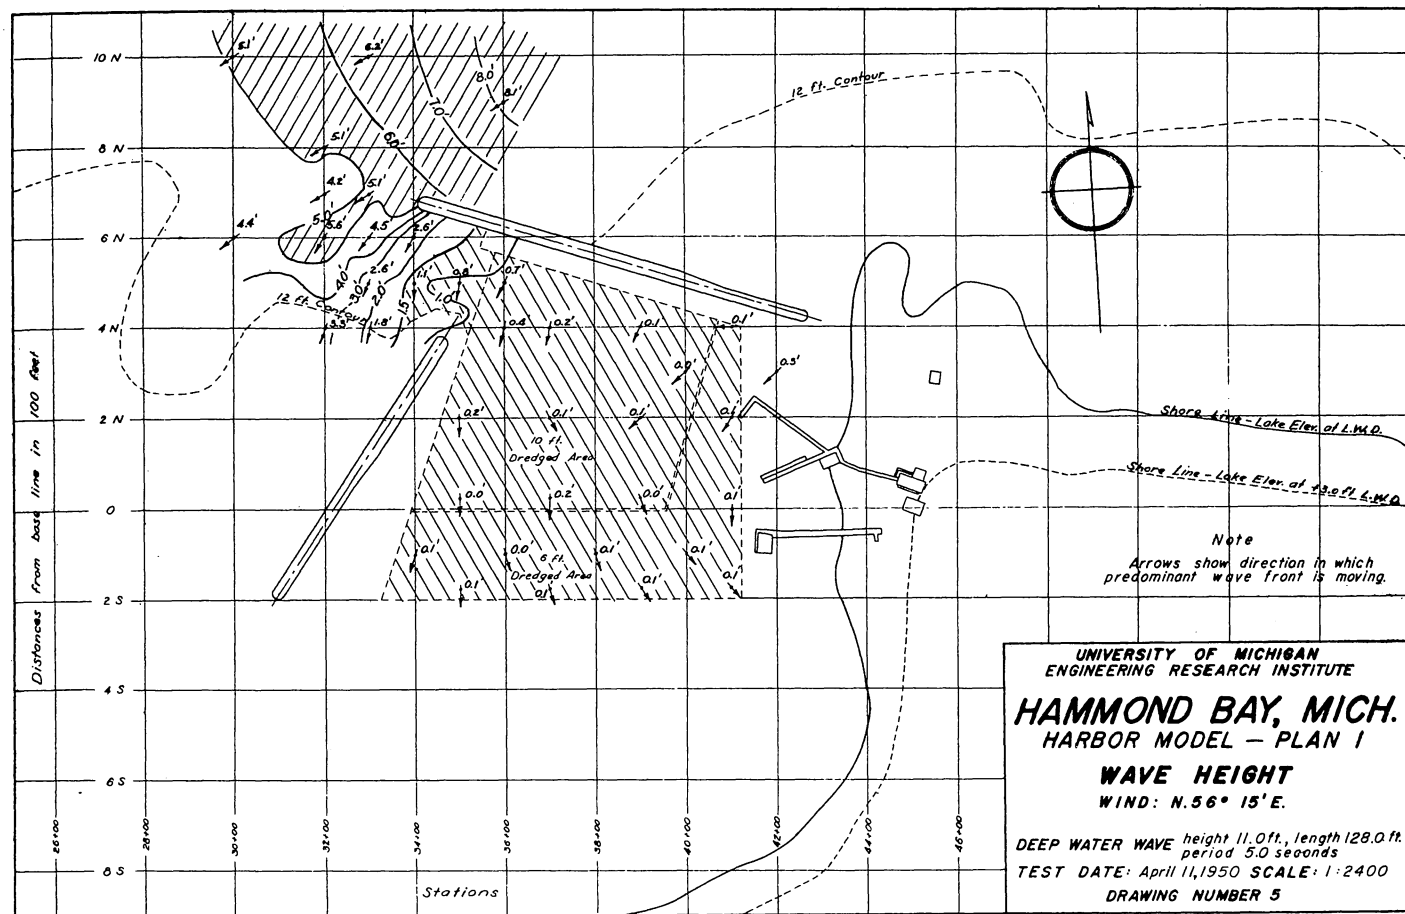 10 N
8 N
6 N
4 N
2 N
0
2 S
4 S
6 S
8 S
Distances from base line in 100 feet
26+00
28+00
30+00
32+00
34+00
36+00
38+00
40+00
42+00
44+00
46+00
Stations
5.1'
6.2'
8.0'
8.1'
7.0'
6.0'
5.1'
4.2'
5.1'
5.0'
5.6'
4.5'
2.6'
4.4'
4.0'
2.6'
3.0'
2.0'
1.1'
0.8'
0.7'
1.0'
1.5'
1.8'
12 ft. Contour
12 ft. Contour
0.2'
0.1
0.1'
0.0'
0.5'
0.2'
0.1'
0.1
0.1
10 ft.
Dredged Area
0.0'
0.2'
0.0'
0.1'
0.1'
0.0'
0.1'
0.1'
6 ft.
Dredged Area
0.1'
0.1'
0.1'
0.1
Shore Line - Lake Elev. at L.W.D.
Shore Line - Lake Elev. at +3.0 ft. L.W.D.
Note
Arrows show direction in which
predominant wave front is moving.
UNIVERSITY OF MICHIGAN
ENGINEERING RESEARCH INSTITUTE
HAMMOND BAY, MICH.
HARBOR MODEL — PLAN 1
WAVE HEIGHT
WIND: N. 56° 15' E.
DEEP WATER WAVE height 11.0 ft., length 128.0 ft.
period 5.0 seconds
TEST DATE: April 11, 1950 SCALE: 1:2400
DRAWING NUMBER 5